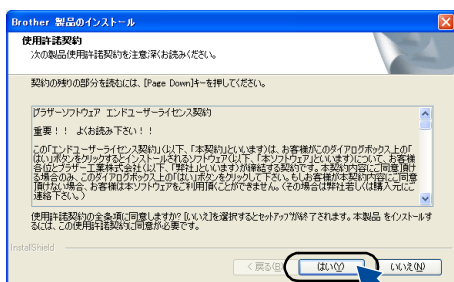 Brother 製品のインストール
使用許諾契約
次の製品使用許諾契約を注意深くお読みください。
契約の残りの部分を読むには、[Page Down]キーを押してください。
ブラザーソフトウェア エンドユーザーライセンス契約
重要！！ よくお読み下さい！！
この「エンドユーザーライセンス契約」(以下、「本契約」といいます)は、お客様がこのダイアログボックス上の「
はい」ボタンをクリックするとインストールされるソフトウェア(以下、「本ソフトウェア」といいます)について、お客様
各位とブラザー工業株式会社(以下、「弊社」といいます)が締結する契約です。本契約内容にご同意頂け
る場合のみ、このダイアログボックス上の「はい」ボタンをクリックして下さい。もしお客様が本契約内容にご同意
頂けない場合、お客様は本ソフトウェアをご利用頂くことができません。(その場合は弊社若しくは購入元にご
連絡下さい。)
使用許諾契約の全条項に同意しますか? [いいえ]を選択するとセットアップが終了されます。本製品 をインストールす
るには、この使用許諾契約に同意が必要です。
InstallShield
< 戻る(B)
はい(Y)
いいえ(N)